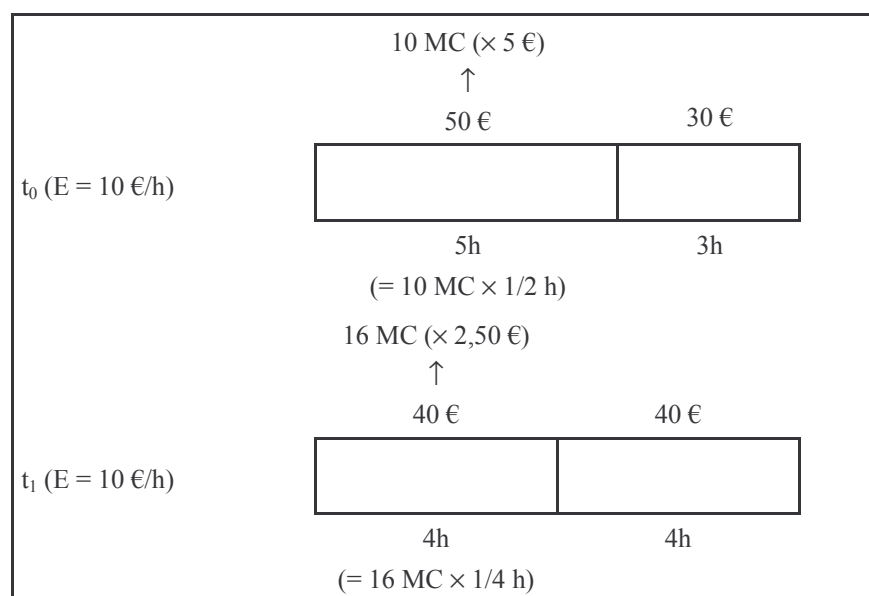 10 MC (× 5 €)
↑
50 € 30 €
t₀ (E = 10 €/h)
5h 3h
(= 10 MC × 1/2 h)
16 MC (× 2,50 €)
↑
40 € 40 €
t₁ (E = 10 €/h)
4h 4h
(= 16 MC × 1/4 h)